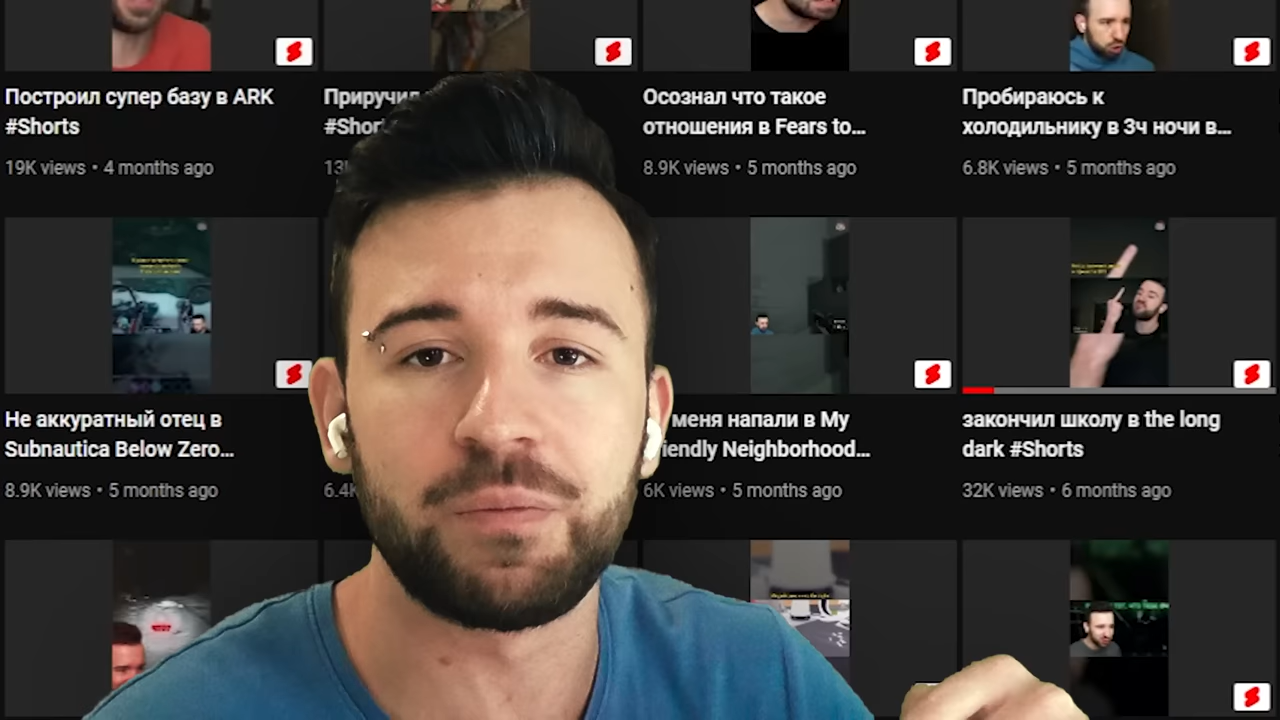 Построил супер базу в ARK
#Shorts
19K views • 4 months ago
Приручил
#Shor
13
Осознал что такое
отношения в Fears to...
8.9K views • 5 months ago
Пробираюсь к
холодильнику в 3ч ночи в...
6.8K views • 5 months ago
Не аккуратный отец в
Subnautica Below Zero...
8.9K views • 5 months ago
6.4K
меня напали в My
iendly Neighborhood...
6K views • 5 months ago
закончил школу в the long
dark #Shorts
32K views • 6 months ago